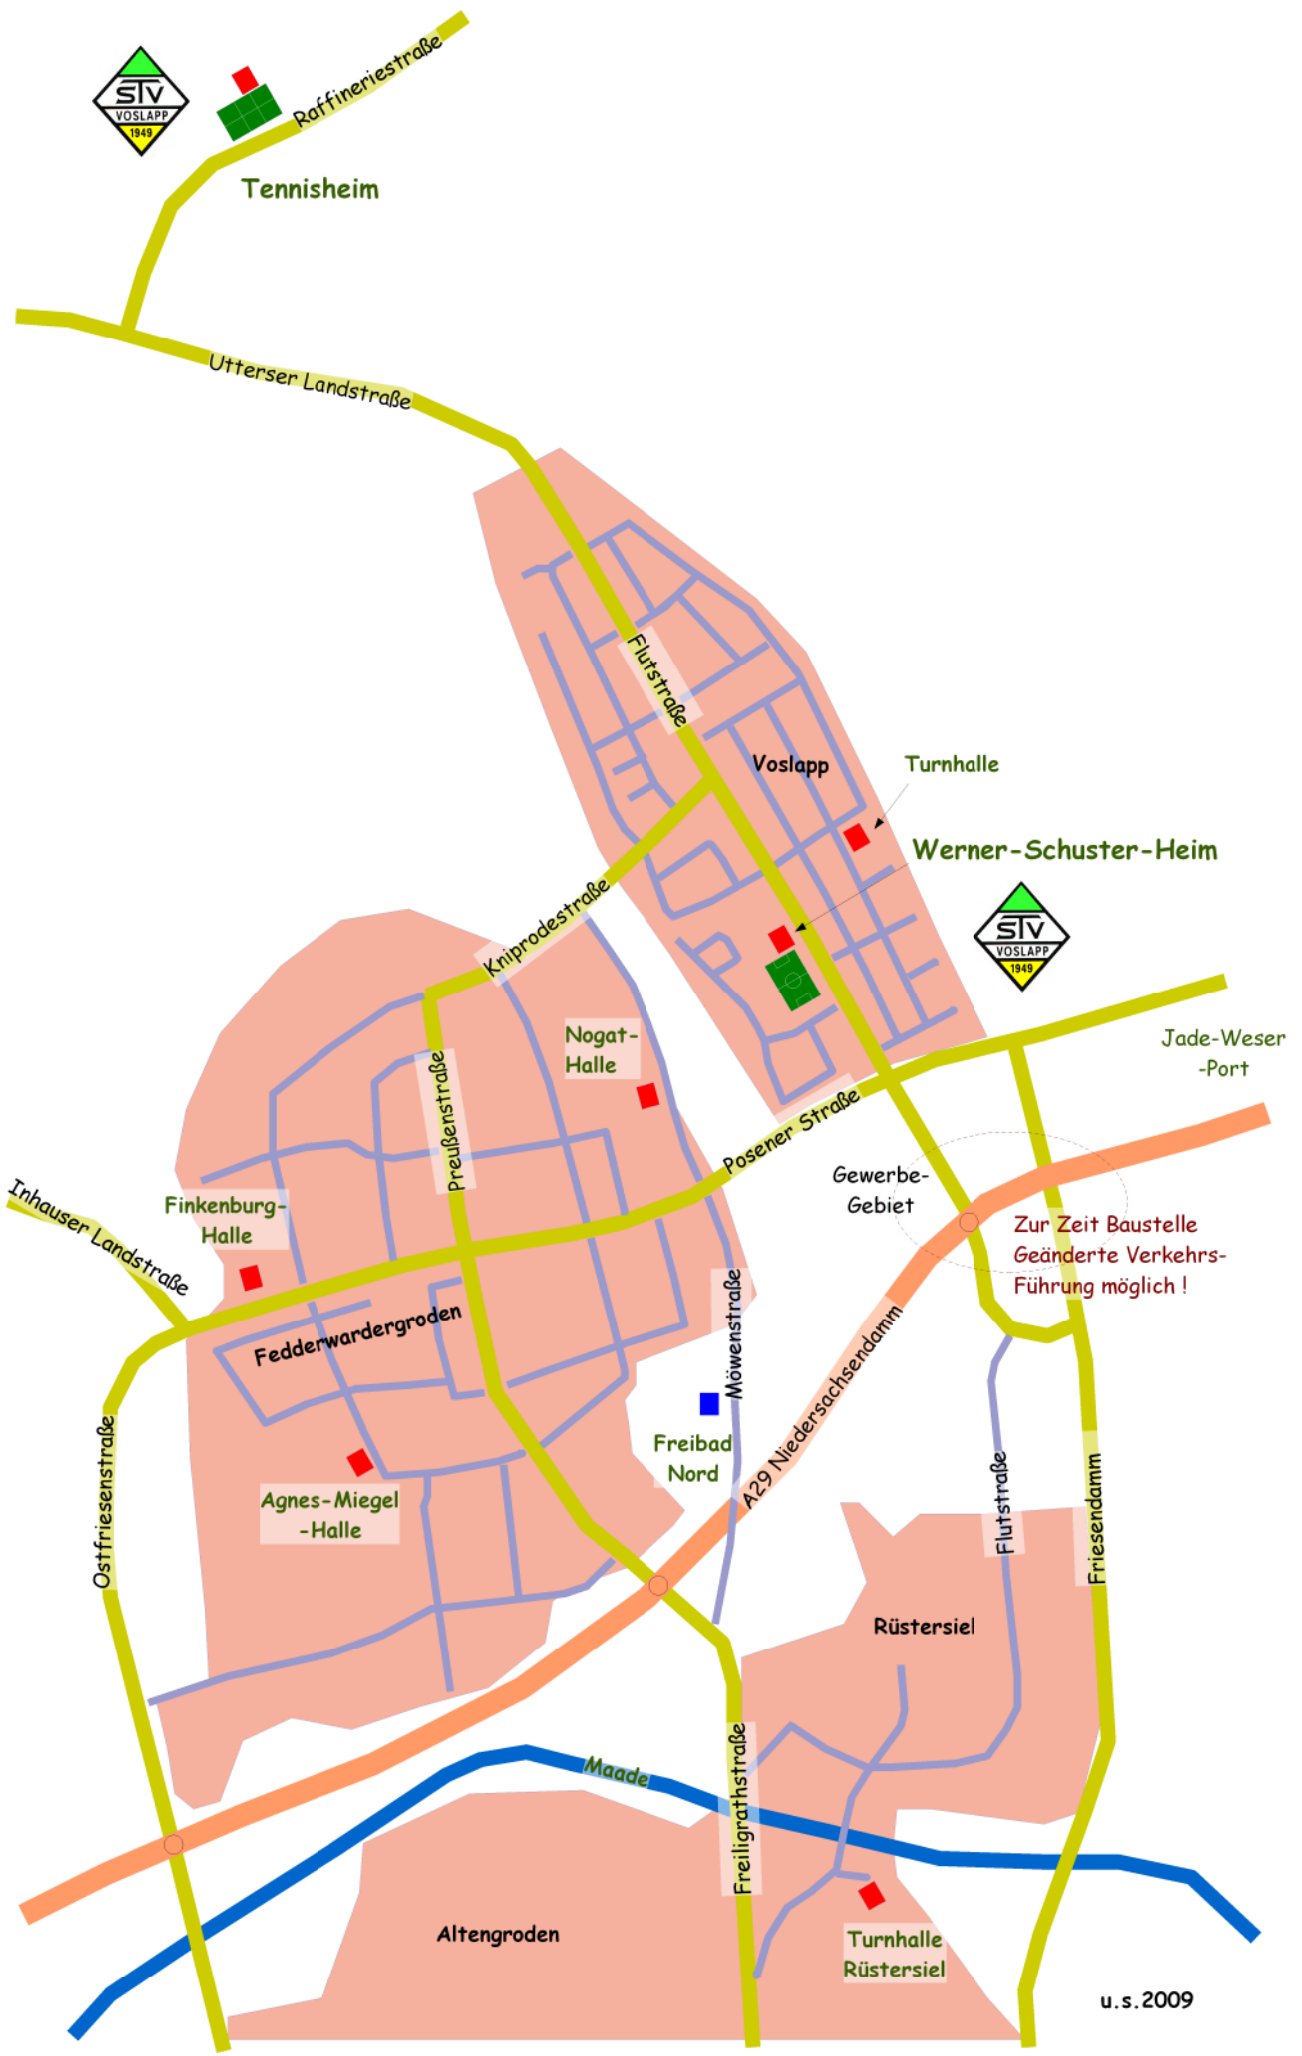 Raffineriestraße
STV
VOSLAPP
1949
Tennisheim
Utterser Landstraße
Flutstraße
Voslapp
Turnhalle
Werner-Schuster-Heim
Kniprodestraße
STV
VOSLAPP
1949
Nogat-
Halle
Jade-Weser
-Port
Preußenstraße
Posener Straße
Gewerbe-
Gebiet
Inhauser Landstraße
Finkenburg-
Halle
Zur Zeit Baustelle
Geänderte Verkehrs-
Führung möglich !
Fedderwardergroden
Möwenstraße
A29 Niedersachsendamm
Freibad
Nord
Ostfriesenstraße
Agnes-Miegel
-Halle
Flutstraße
Friesendamm
Rüstersiel
Maade
Freiligrathstraße
Altengroden
Turnhalle
Rüstersiel
u.s.2009